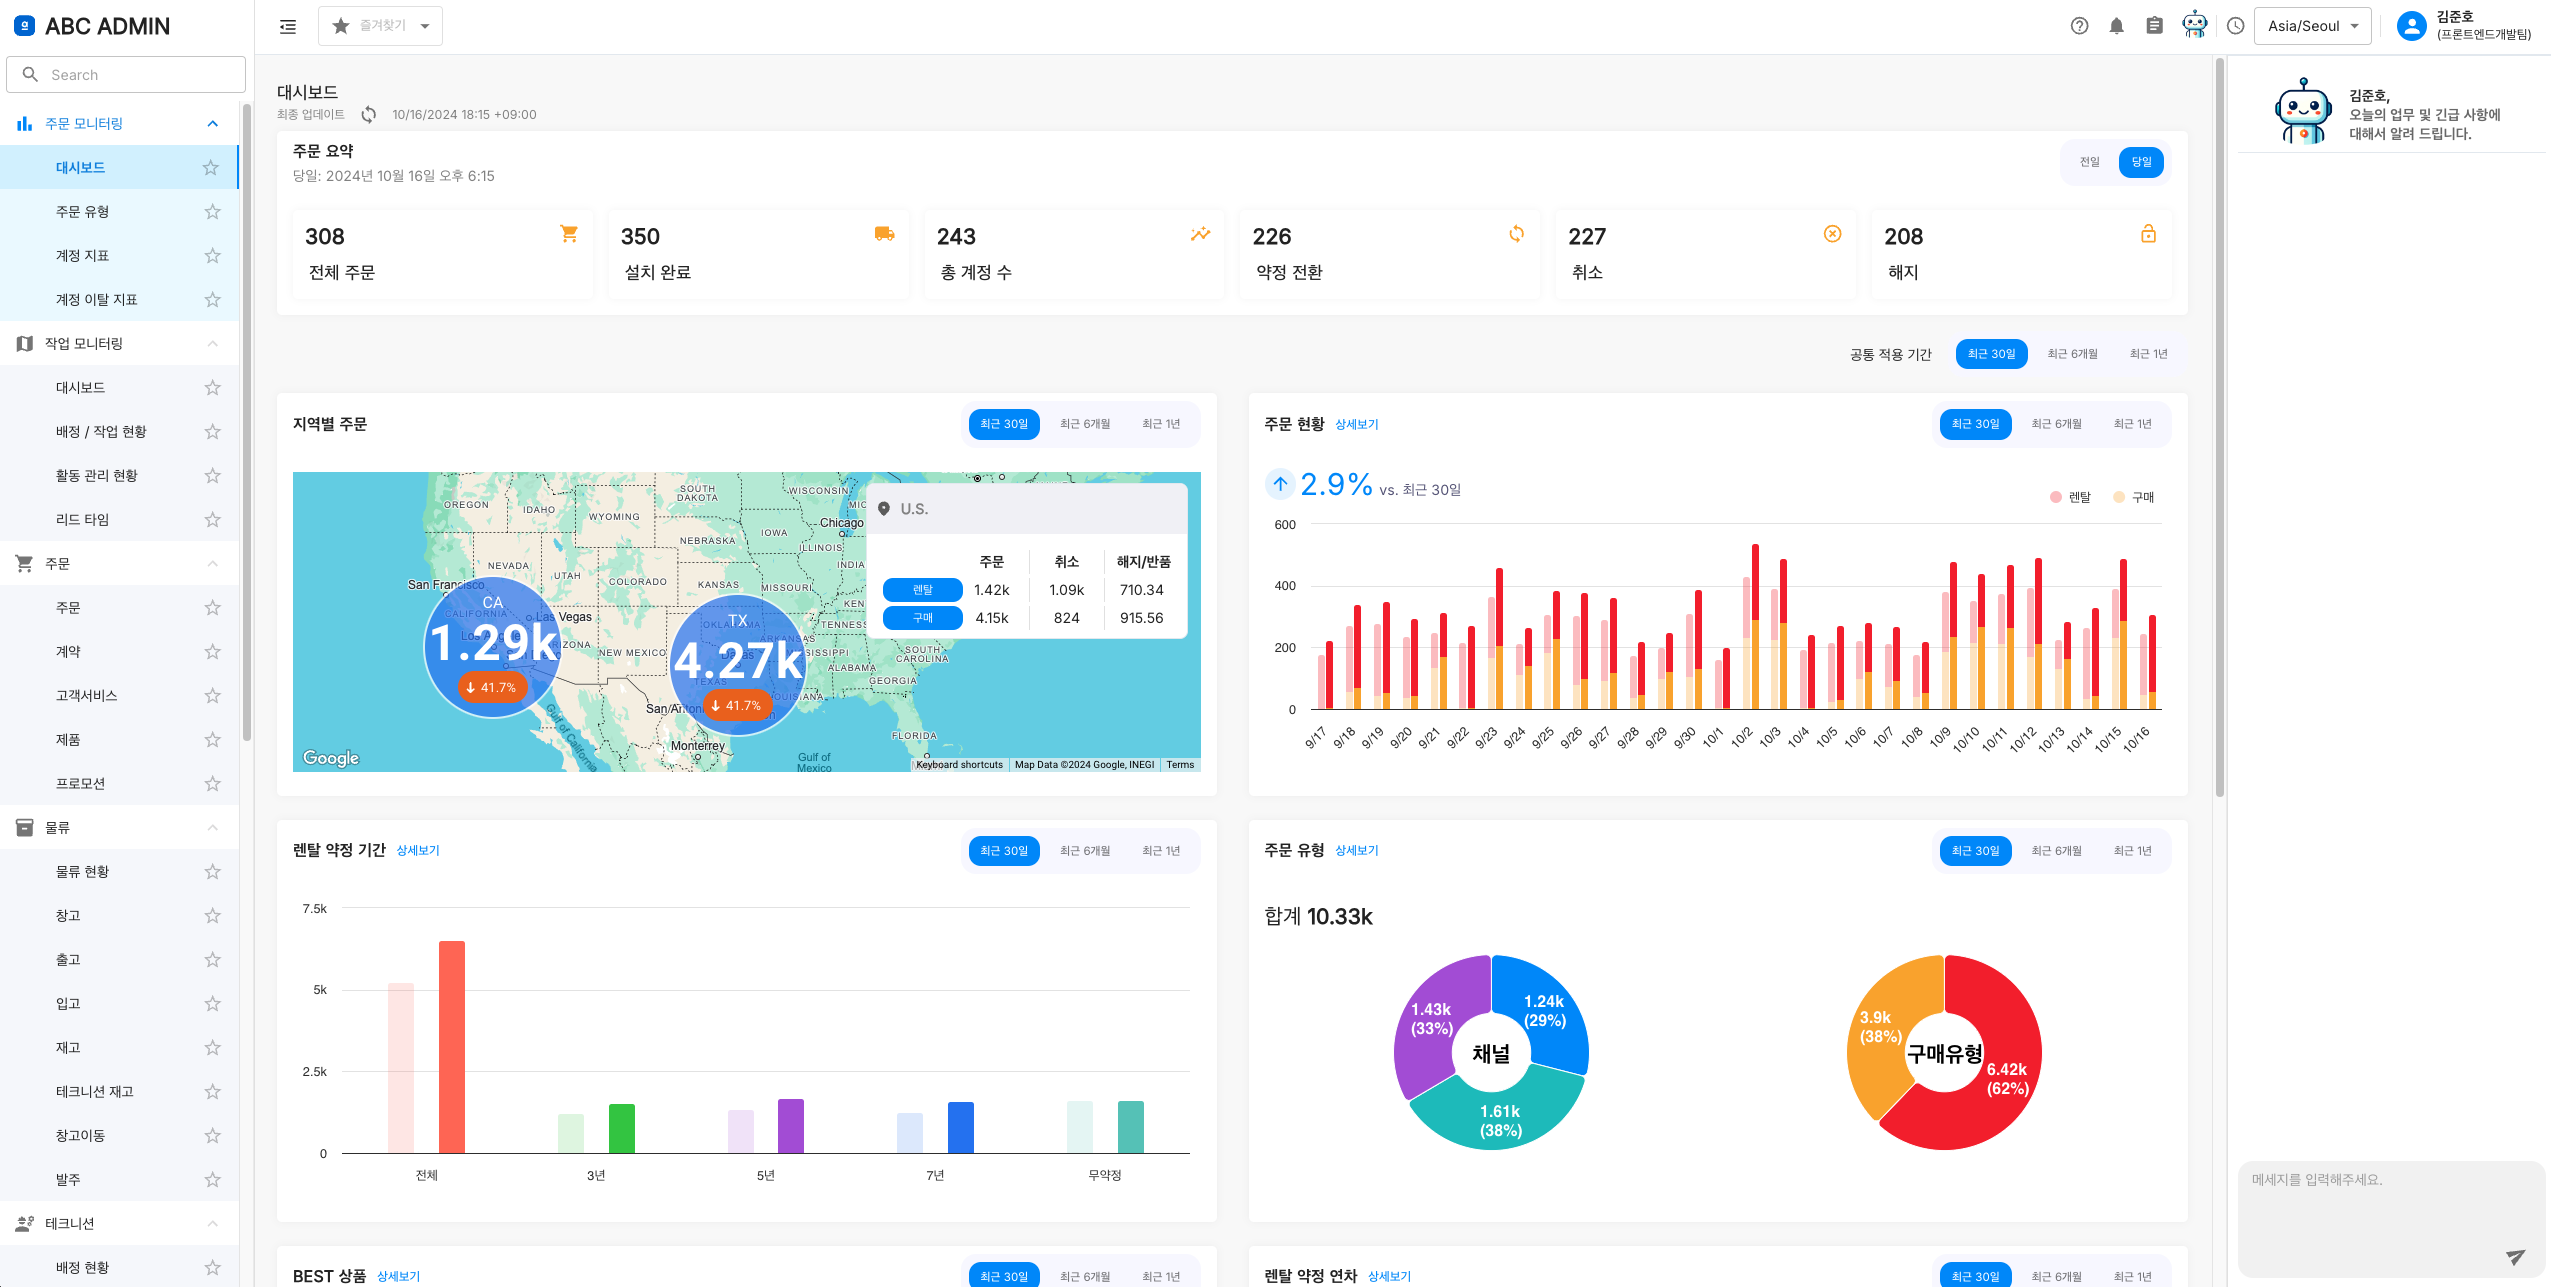 ABC ADMIN
즐겨찾기
Asia/Seoul
김준호
(프론트엔드개발팀)
Search
주문 모니터링
대시보드
주문 유형
계정 지표
계정 이탈 지표
작업 모니터링
대시보드
배정 / 작업 현황
활동 관리 현황
리드 타임
주문
주문
계약
고객서비스
제품
프로모션
물류
물류 현황
창고
출고
입고
재고
테크니션 재고
창고이동
발주
테크니션
배정 현황
대시보드
최종 업데이트 10/16/2024 18:15 +09:00
주문 요약
당일: 2024년 10월 16일 오후 6:15
전일 당일
308
전체 주문
350
설치 완료
243
총 계정 수
226
약정 전환
227
취소
208
해지
공통 적용 기간 최근 30일 최근 6개월 최근 1년
지역별 주문 최근 30일 최근 6개월 최근 1년
OREGON
IDAHO
WYOMING
SOUTH
DAKOTA
WISCONSIN
Chicago
IOWA
NEBRASKA
ILLINOIS
NEVADA
UTAH
COLORADO
KANSAS
MISSOURI
San Francisco
CALIFORNIA
Las Vegas
NEW MEXICO
OKLAHOMA
ARKANSAS
ALABAMA
SOUTH
CAROLINA
GEORGIA
TEXAS
Dallas
LOUISIANA
FLORIDA
Monterrey
Gulf of California
Gulf of
Mexico
CA
1.29k
41.7%
TX
4.27k
41.7%
U.S.
주문 취소 해지/반품
렌탈 1.42k 1.09k 710.34
구매 4.15k 824 915.56
Google
Keyboard shortcuts Map Data ©2024 Google, INEGI Terms
주문 현황 상세보기 최근 30일 최근 6개월 최근 1년
2.9% vs. 최근 30일
렌탈 구매
600
400
200
0
9/17 9/18 9/19 9/20 9/21 9/22 9/23 9/24 9/25 9/26 9/27 9/28 9/29 9/30 10/1 10/2 10/3 10/4 10/5 10/6 10/7 10/8 10/9 10/10 10/11 10/12 10/13 10/14 10/15 10/16
렌탈 약정 기간 상세보기 최근 30일 최근 6개월 최근 1년
7.5k
5k
2.5k
0
전체 3년 5년 7년 무약정
주문 유형 상세보기 최근 30일 최근 6개월 최근 1년
합계 10.33k
채널
1.24k
(29%)
1.61k
(38%)
1.43k
(33%)
구매유형
6.42k
(62%)
3.9k
(38%)
BEST 상품 상세보기 최근 30일 최근 6개월 최근 1년
렌탈 약정 연차 상세보기 최근 30일 최근 6개월 최근 1년
김준호,
오늘의 업무 및 긴급 사항에
대해서 알려 드립니다.
메세지를 입력해주세요.